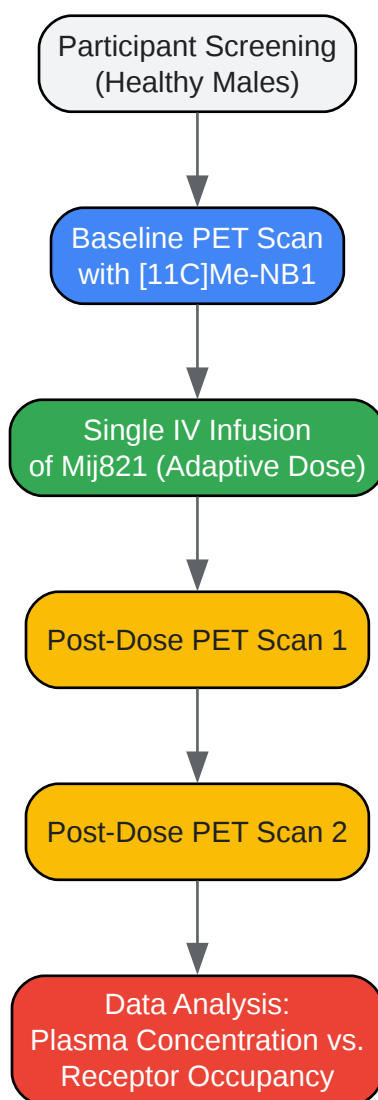 Participant Screening
(Healthy Males)
Baseline PET Scan
with [11C]Me-NB1
Single IV Infusion
of Mij821 (Adaptive Dose)
Post-Dose PET Scan 1
Post-Dose PET Scan 2
Data Analysis:
Plasma Concentration vs.
Receptor Occupancy